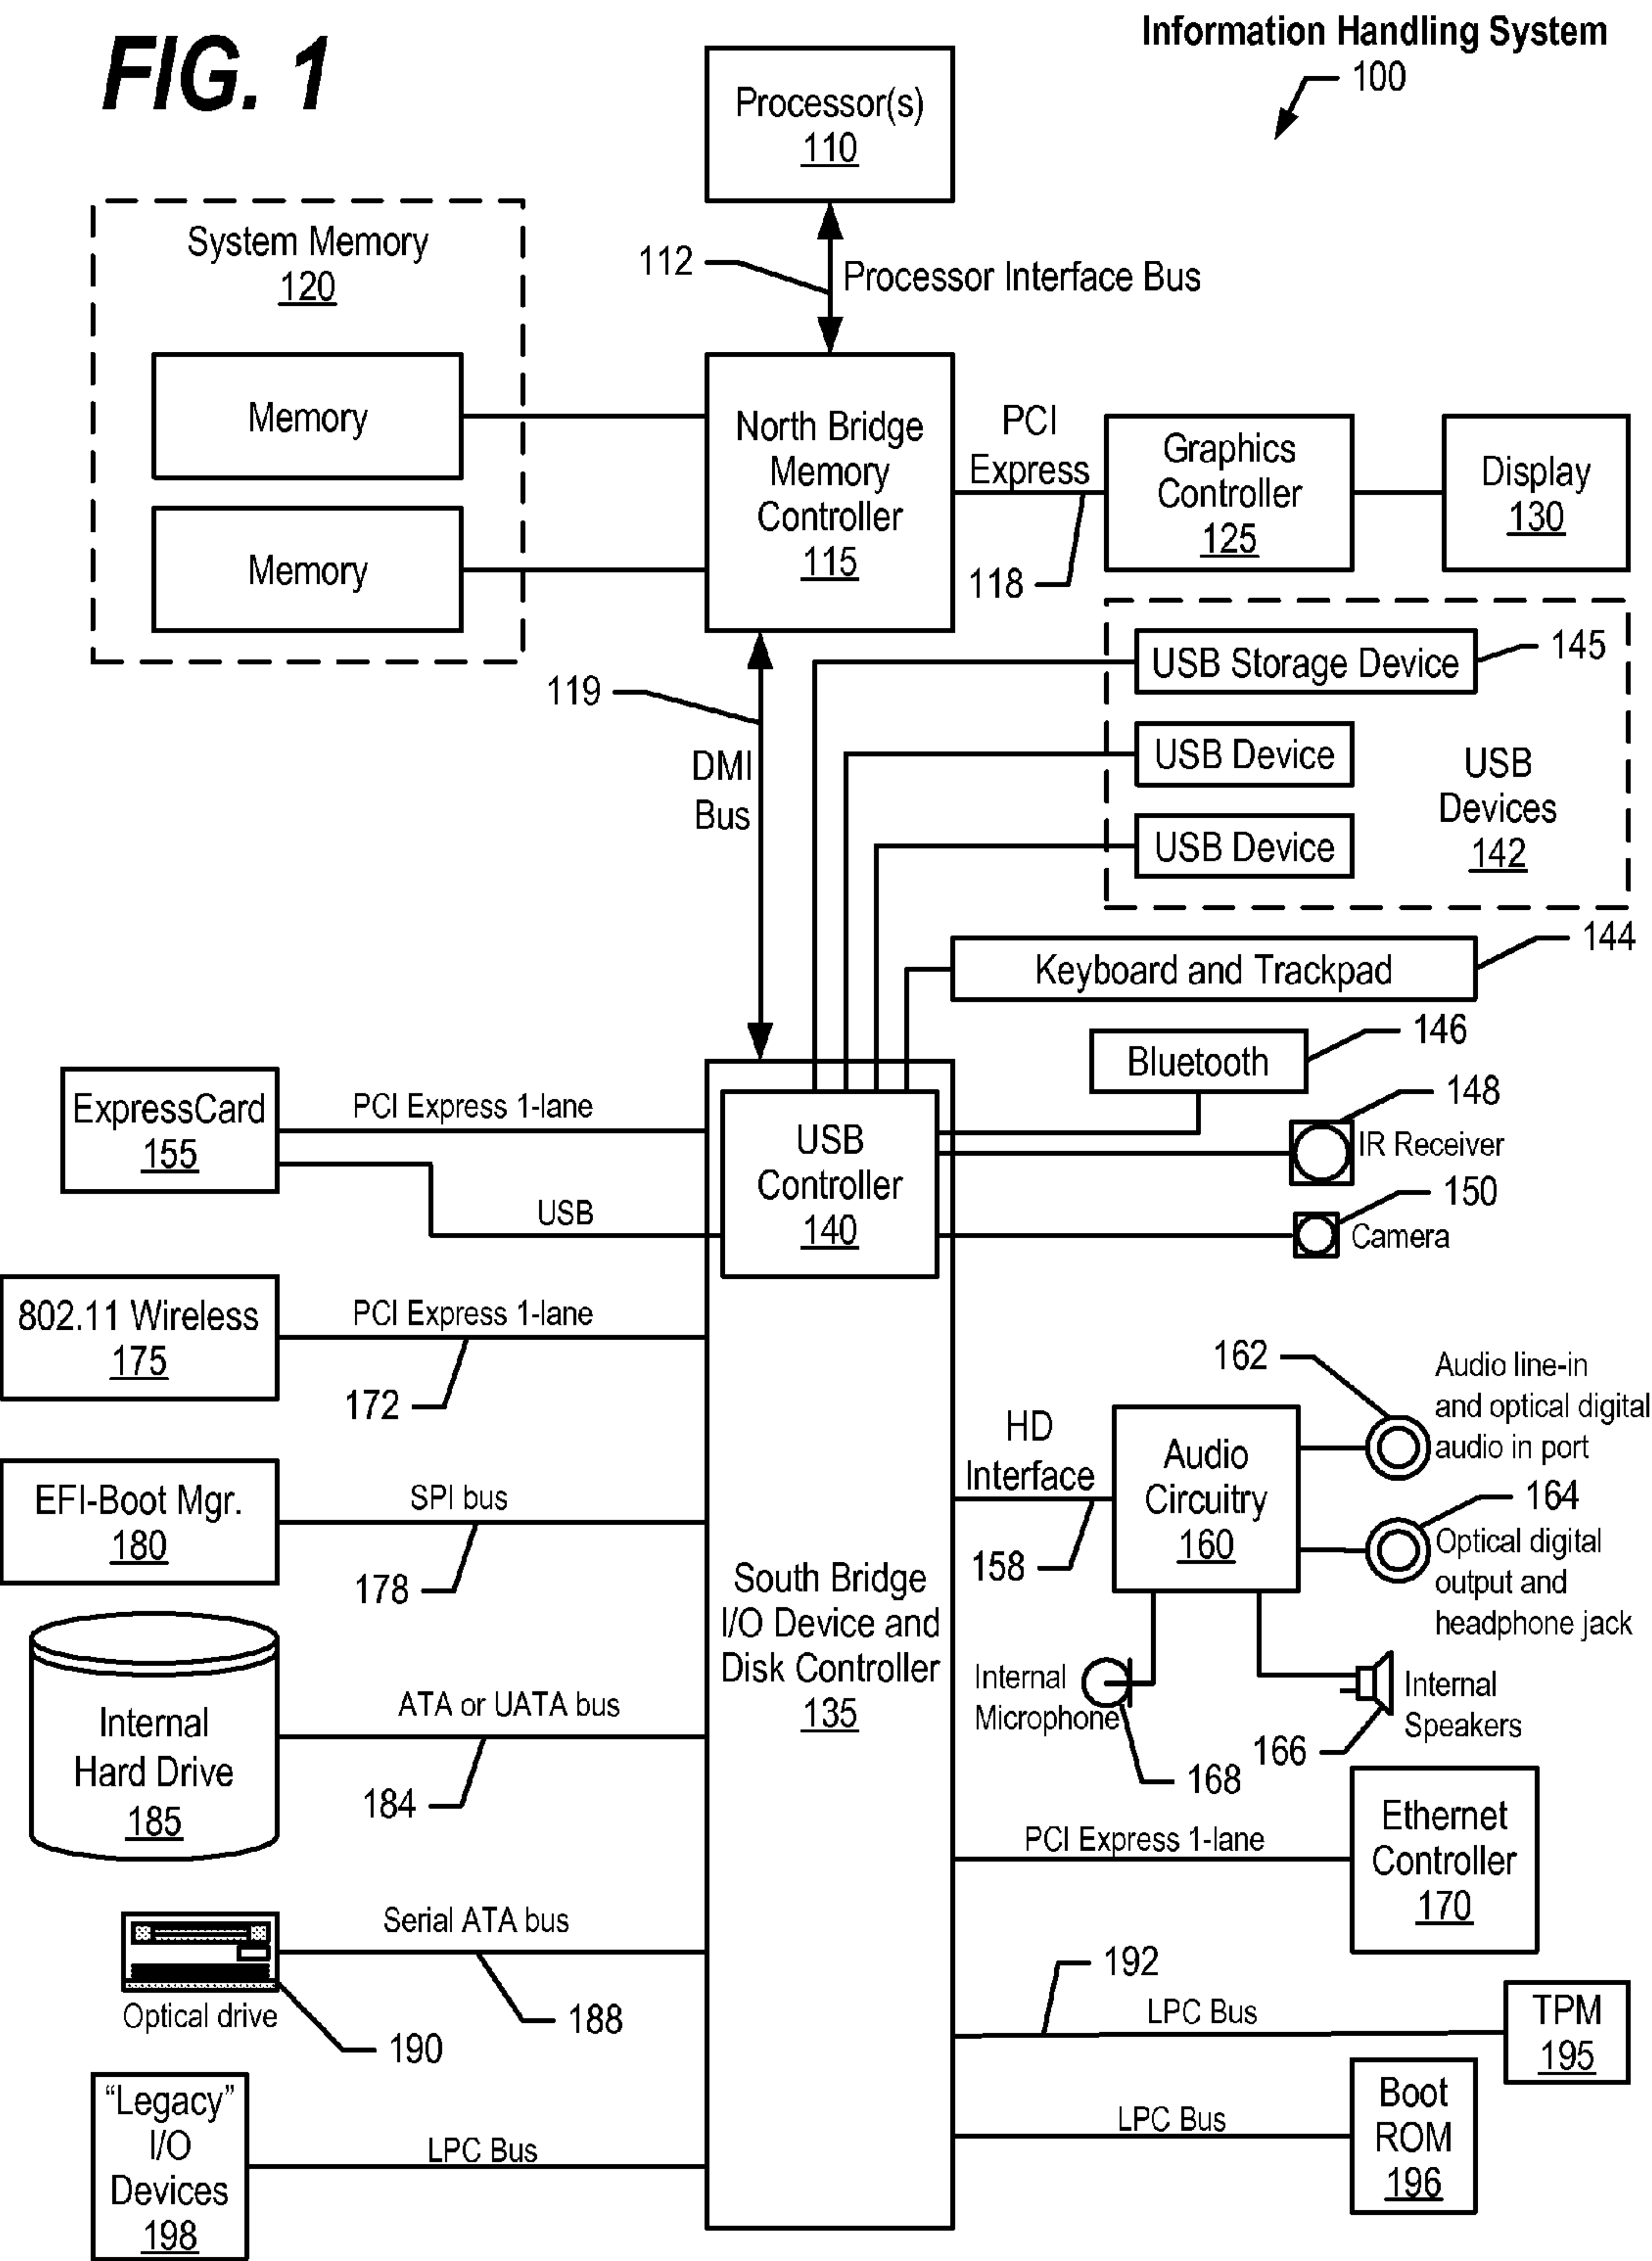 FIG. 1
Information Handling System
100
Processor(s)
110
System Memory
120
112
Processor Interface Bus
Memory
Memory
North Bridge
Memory
Controller
115
PCI
Express
118
Graphics
Controller
125
Display
130
USB Storage Device
145
USB Device
USB Device
USB
Devices
142
119
DMI
Bus
Keyboard and Trackpad
144
Bluetooth
146
148
IR Receiver
150
Camera
ExpressCard
155
PCI Express 1-lane
USB
USB
Controller
140
802.11 Wireless
175
PCI Express 1-lane
172
162
Audio line-in
and optical digital
audio in port
HD
Interface
158
Audio
Circuitry
160
164
Optical digital
output and
headphone jack
EFI-Boot Mgr.
180
SPI bus
178
South Bridge
I/O Device and
Disk Controller
135
Internal
Microphone
168
Internal
Speakers
166
Internal
Hard Drive
185
ATA or UATA bus
184
PCI Express 1-lane
Ethernet
Controller
170
Serial ATA bus
188
Optical drive
190
192
LPC Bus
TPM
195
“Legacy”
I/O
Devices
198
LPC Bus
LPC Bus
Boot
ROM
196